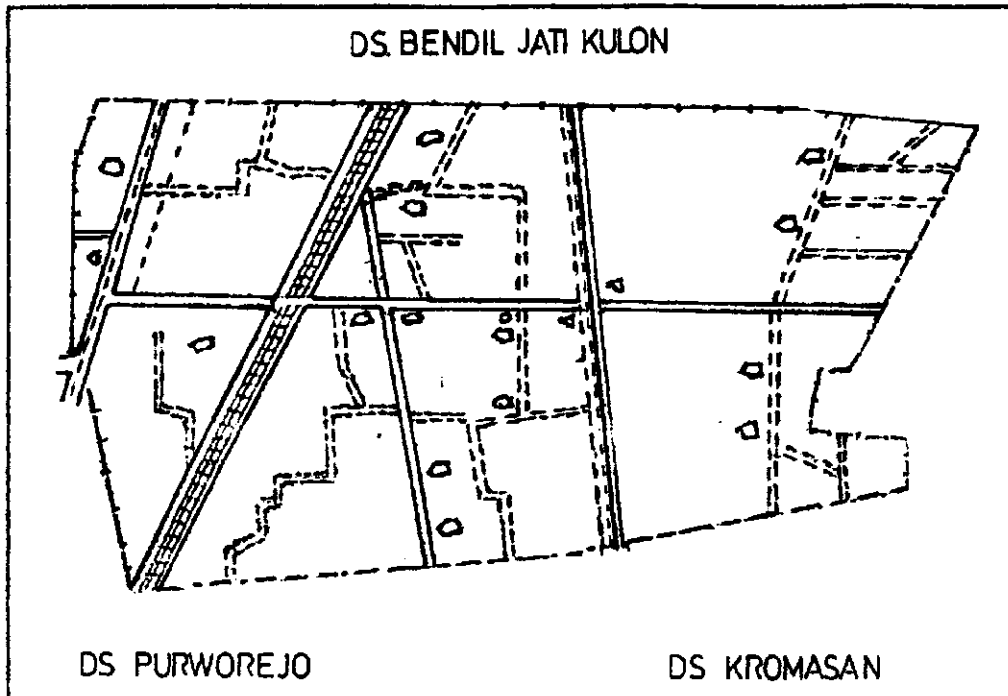 DS. BENDIL JATI KULON
DS PURWOREJO
DS KROMASAN